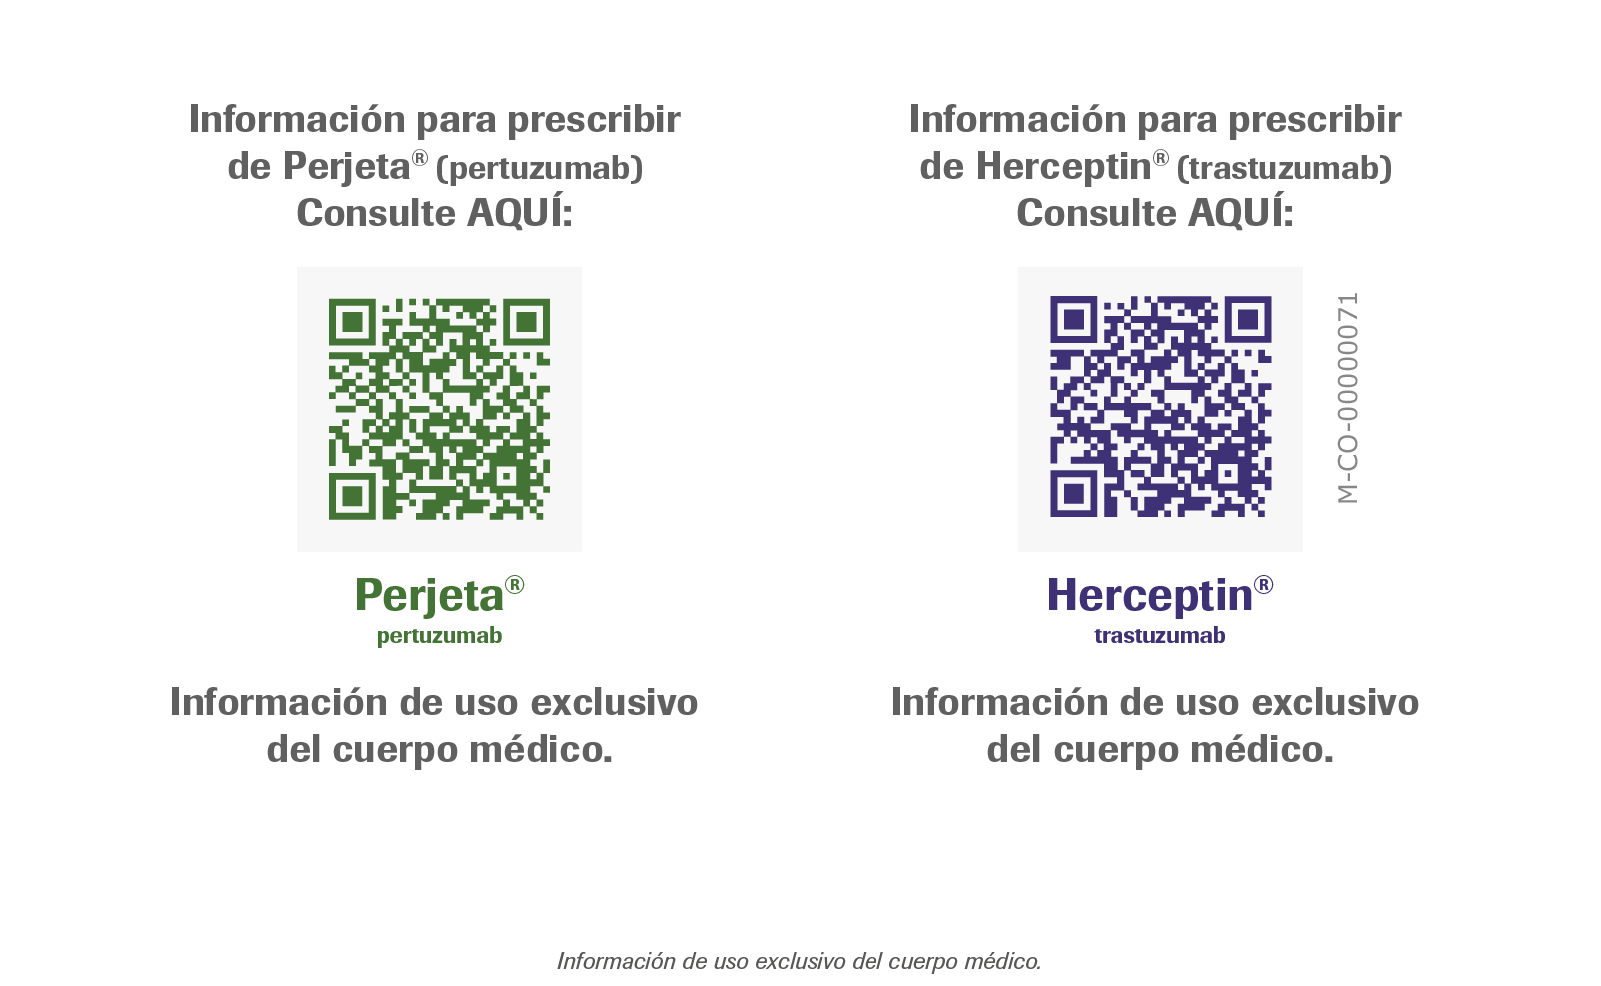 Información para prescribir
de Perjeta® (pertuzumab)
Consulte AQUÍ:
Perjeta®
pertuzumab
Información de uso exclusivo
del cuerpo médico.
Información para prescribir
de Herceptin® (trastuzumab)
Consulte AQUÍ:
M-CO-00000071
Herceptin®
trastuzumab
Información de uso exclusivo
del cuerpo médico.
Información de uso exclusivo del cuerpo médico.